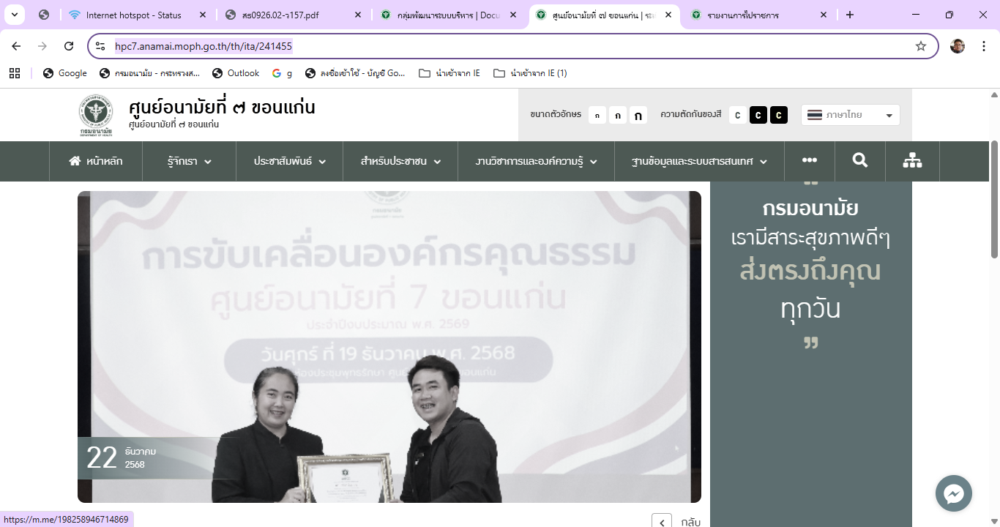 Internet hotspot - Status
สธ0926.02-ว157.pdf
กลุ่มพัฒนาระบบบริหาร | Docu
ศูนย์อนามัยที่ ๗ ขอนแก่น | ระบ
รายงานการไปราชการ
hpc7.anamai.moph.go.th/th/ita/241455
Google
กรมอนามัย - กระทรวงส...
Outlook
g
ลงชื่อเข้าใช้ - บัญชี Go...
นำเข้าจาก IE
นำเข้าจาก IE (1)
ศูนย์อนามัยที่ ๗ ขอนแก่น
ศูนย์อนามัยที่ ๗ ขอนแก่น
กรมอนามัย
DEPARTMENT OF HEALTH
ขนาดตัวอักษร ก ก ก ความตัดกันของสี C C C ภาษาไทย
หน้าหลัก รู้จักเรา ประชาสัมพันธ์ สำหรับประชาชน งานวิชาการและองค์ความรู้ ฐานข้อมูลและระบบสารสนเทศ
การขับเคลื่อนองค์กรคุณธรรม
ศูนย์อนามัยที่ 7 ขอนแก่น
ประจำปีงบประมาณ พ.ศ. 2569
วันศุกร์ ที่ 19 ธันวาคม พ.ศ. 2568
ห้องประชุมพุทธรักษา ศูนย์ ขอนแก่น
22 ธันวาคม
2568
กรมอนามัย
เรามีสาระสุขภาพดีๆ
ส่งตรงถึงคุณ
ทุกวัน
”
กลับ
https://m.me/198258946714869